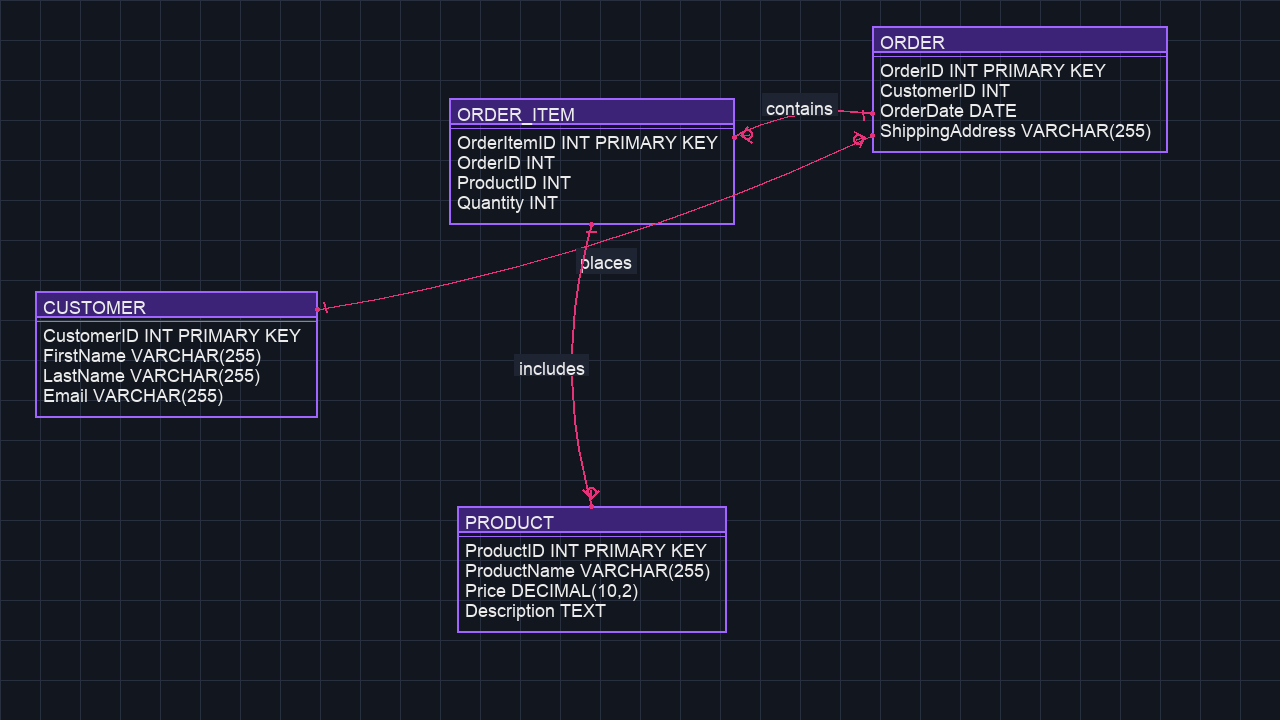 ORDER
OrderID INT PRIMARY KEY
CustomerID INT
OrderDate DATE
ShippingAddress VARCHAR(255)
contains
ORDER_ITEM
OrderItemID INT PRIMARY KEY
OrderID INT
ProductID INT
Quantity INT
places
CUSTOMER
CustomerID INT PRIMARY KEY
FirstName VARCHAR(255)
LastName VARCHAR(255)
Email VARCHAR(255)
includes
PRODUCT
ProductID INT PRIMARY KEY
ProductName VARCHAR(255)
Price DECIMAL(10,2)
Description TEXT